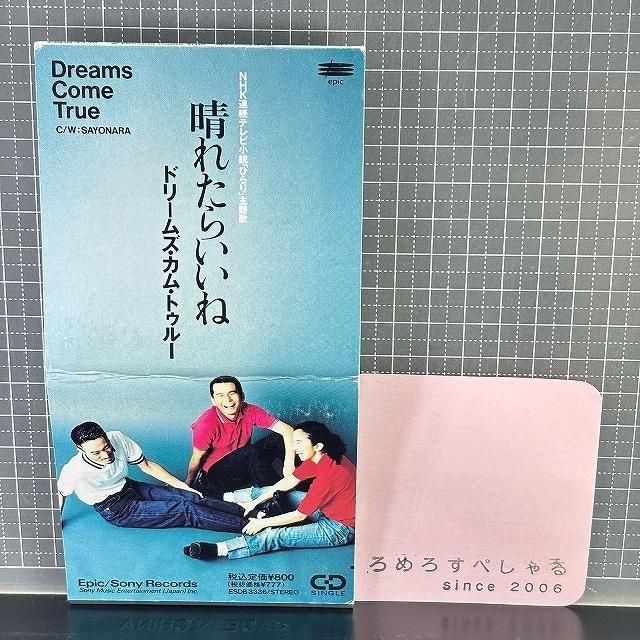 Dreams
Come
True
C/W:SAYONARA
epic
NHK連続テレビ小説「ひらり」主題歌
晴れたらいいね
ドリームズ・カム・トゥルー
Epic/Sony Records
Sony Music Entertainment (Japan) Inc.
税込定価¥800
(税抜価格¥777)
ESDB 3336/STEREO
CD
SINGLE
ろめろすぺしゃる
since 2006